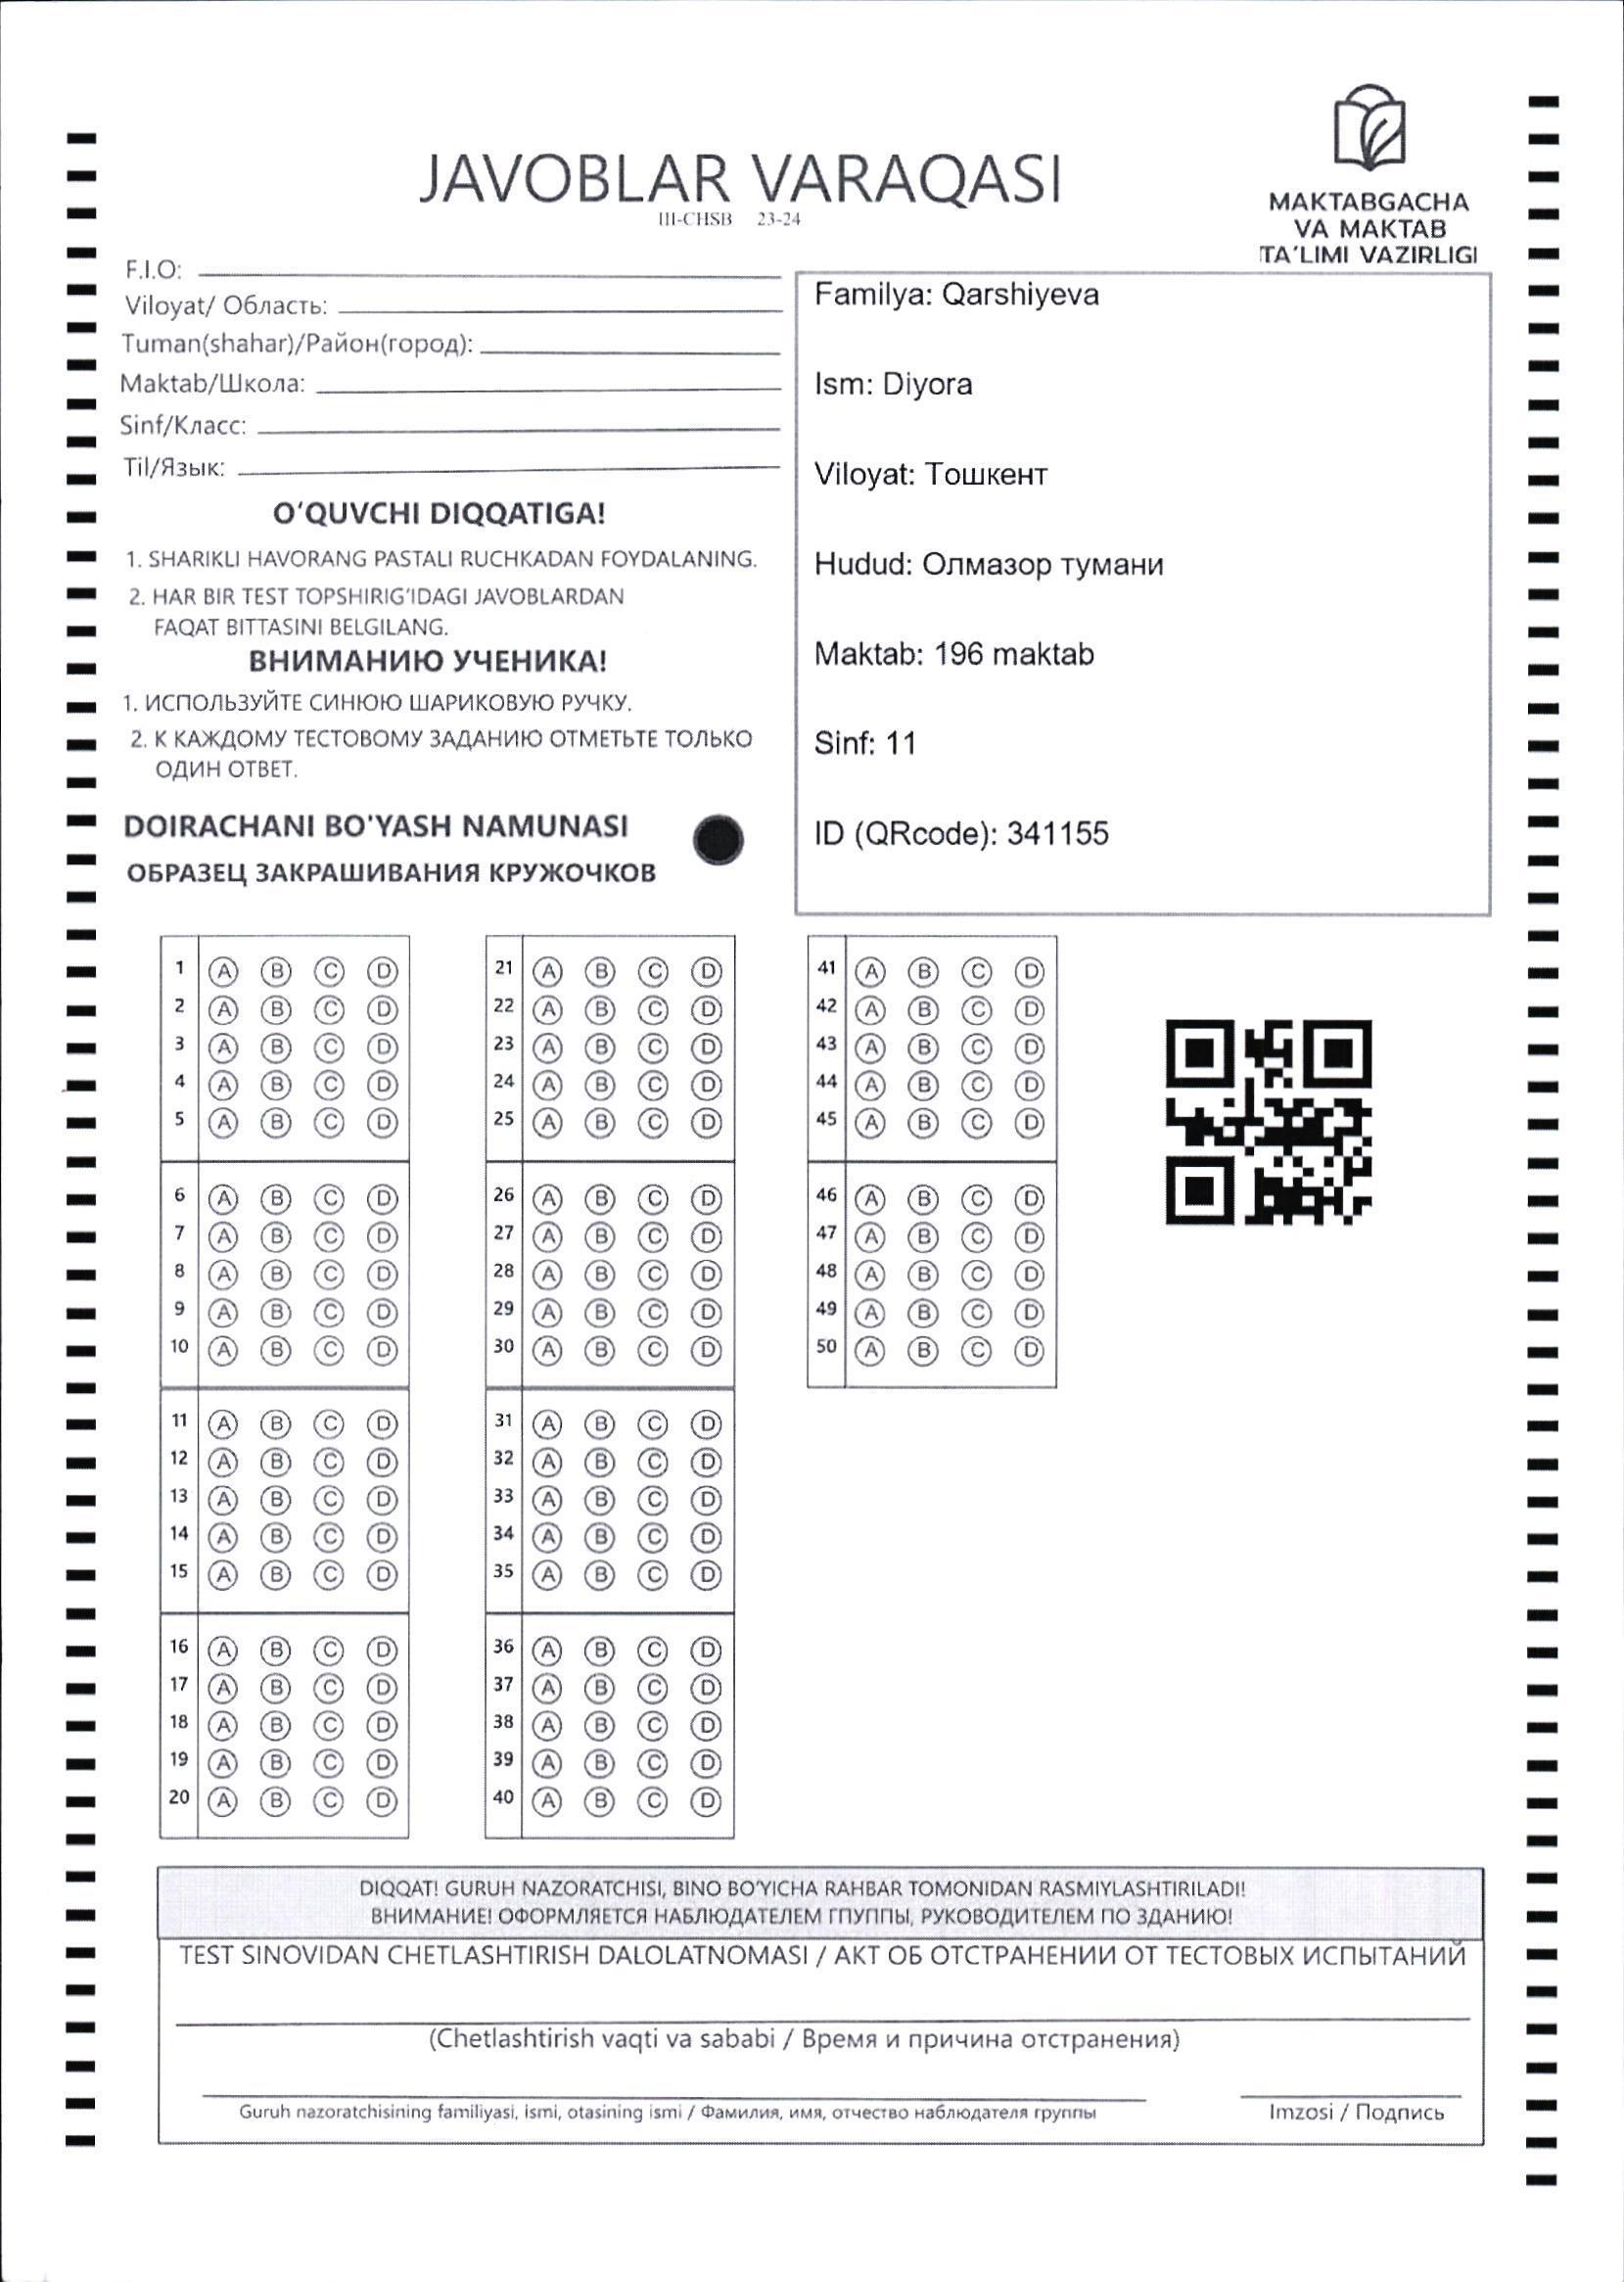 JAVOBLAR VARAQASI
III-CHSB 23-24
MAKTABGACHA
VA MAKTAB
TA'LIMI VAZIRLIGI
F.I.O:
Viloyat/ Область:
Tuman(shahar)/Район(город):
Maktab/Школа:
Sinf/Класс:
Til/Язык:
O'QUVCHI DIQQATIGA!
1. SHARIKLI HAVORANG PASTALI RUCHKADAN FOYDALANING.
2. HAR BIR TEST TOPSHIRIG'IDAGI JAVOBLARDAN
FAQAT BITTASINI BELGILANG.
ВНИМАНИЮ УЧЕНИКА!
1. ИСПОЛЬЗУЙТЕ СИНЮЮ ШАРИКОВУЮ РУЧКУ.
2. К КАЖДОМУ ТЕСТОВОМУ ЗАДАНИЮ ОТМЕТЬТЕ ТОЛЬКО
ОДИН ОТВЕТ.
DOIRACHANI BO'YASH NAMUNASI
ОБРАЗЕЦ ЗАКРАШИВАНИЯ КРУЖОЧКОВ
Familya: Qarshiyeva
Ism: Diyora
Viloyat: Тошкент
Hudud: Олмазор тумани
Maktab: 196 maktab
Sinf: 11
ID (QRcode): 341155
1 A B C D
2 A B C D
3 A B C D
4 A B C D
5 A B C D
6 A B C D
7 A B C D
8 A B C D
9 A B C D
10 A B C D
11 A B C D
12 A B C D
13 A B C D
14 A B C D
15 A B C D
16 A B C D
17 A B C D
18 A B C D
19 A B C D
20 A B C D
21 A B C D
22 A B C D
23 A B C D
24 A B C D
25 A B C D
26 A B C D
27 A B C D
28 A B C D
29 A B C D
30 A B C D
31 A B C D
32 A B C D
33 A B C D
34 A B C D
35 A B C D
36 A B C D
37 A B C D
38 A B C D
39 A B C D
40 A B C D
41 A B C D
42 A B C D
43 A B C D
44 A B C D
45 A B C D
46 A B C D
47 A B C D
48 A B C D
49 A B C D
50 A B C D
DIQQAT! GURUH NAZORATCHISI, BINO BO'YICHA RAHBAR TOMONIDAN RASMIYLASHTIRILADI!
ВНИМАНИЕ! ОФОРМЛЯЕТСЯ НАБЛЮДАТЕЛЕМ ГПУППЫ, РУКОВОДИТЕЛЕМ ПО ЗДАНИЮ!
TEST SINOVIDAN CHETLASHTIRISH DALOLATNOMASI / АКТ ОБ ОТСТРАНЕНИИ ОТ ТЕСТОВЫХ ИСПЫТАНИЙ
(Chetlashtirish vaqti va sababi / Время и причина отстранения)
Guruh nazoratchisining familiyasi, ismi, otasining ismi / Фамилия, имя, отчество наблюдателя группы
Imzosi / Подпись